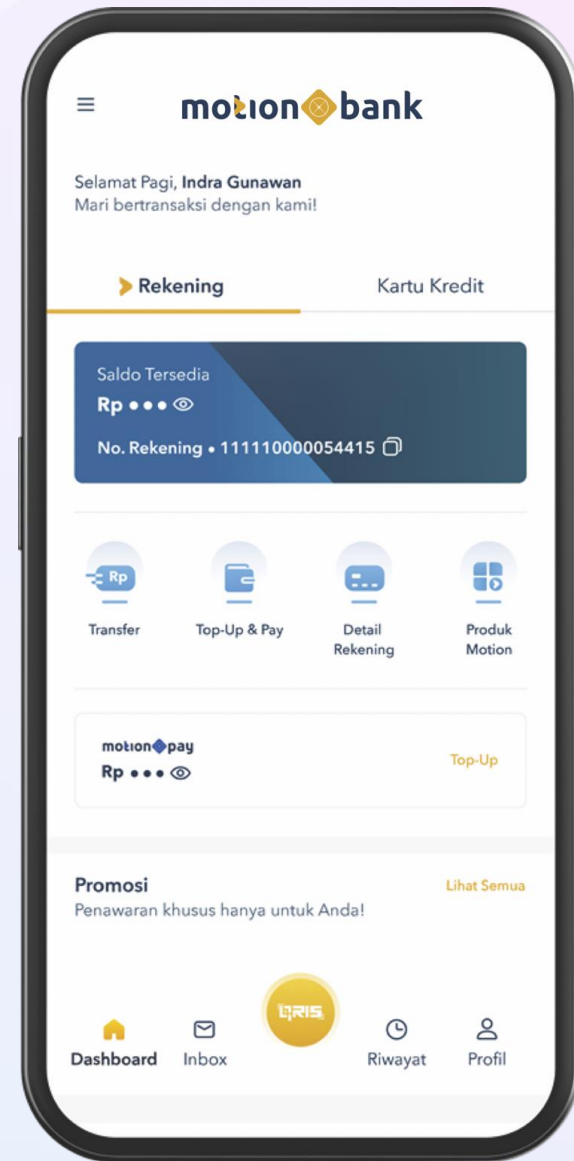 motion bank
Selamat Pagi, Indra Gunawan
Mari bertransaksi dengan kami!
Rekening
Kartu Kredit
Saldo Tersedia
Rp •••
No. Rekening • 111110000054415
Rp
Transfer
Top-Up & Pay
Detail
Rekening
Produk
Motion
motion pay
Rp •••
Top-Up
Promosi
Lihat Semua
Penawaran khusus hanya untuk Anda!
QRIS
Dashboard
Inbox
Riwayat
Profil